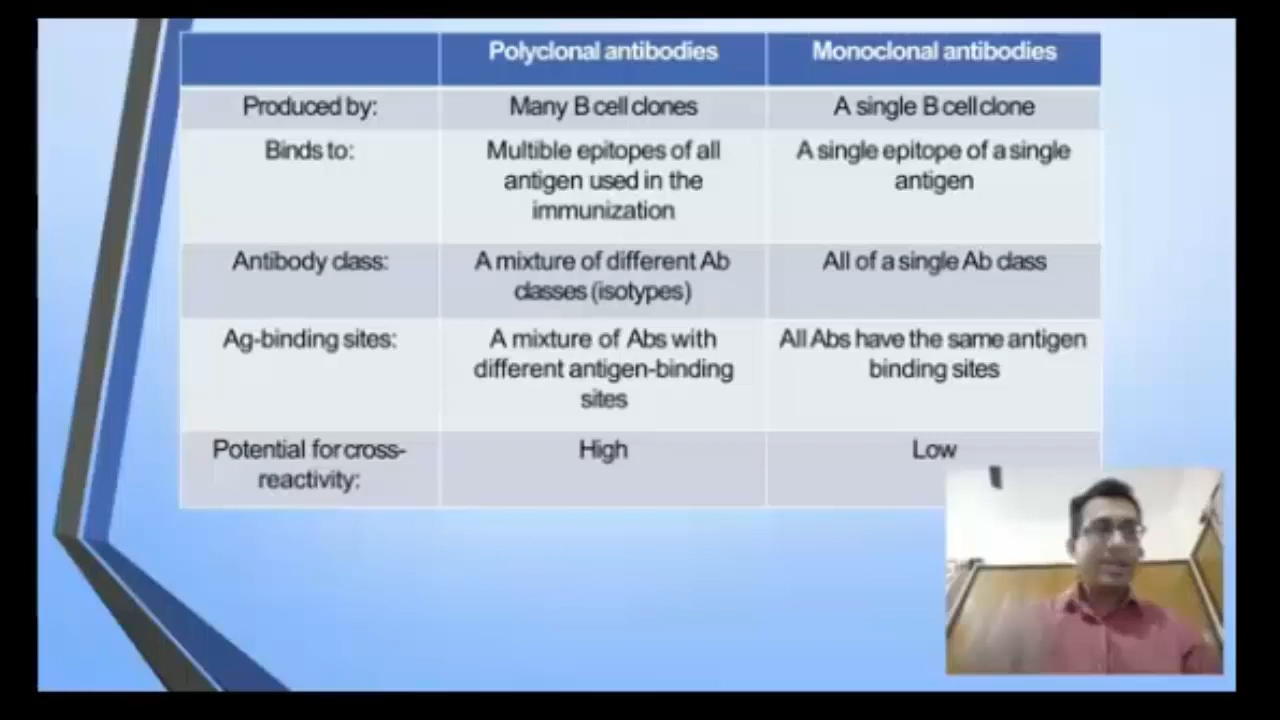 Polyclonal antibodies Monoclonal antibodies
Produced by: Many B cell clones A single B cell clone
Binds to: Multible epitopes of all A single epitope of a single
antigen used in the antigen
immunization
Antibody class: A mixture of different Ab All of a single Ab class
classes (isotypes)
Ag-binding sites: A mixture of Abs with All Abs have the same antigen
different antigen-binding binding sites
sites
Potential for cross- High Low
reactivity: